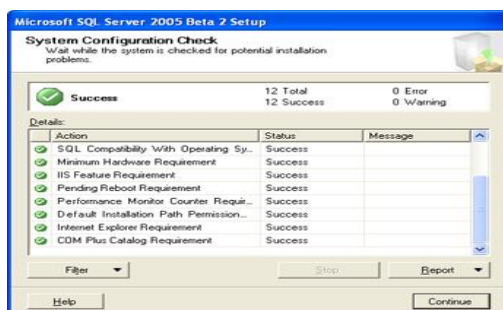 Microsoft SQL Server 2005 Beta 2 Setup
System Configuration Check
Wait while the system is checked for potential installation
problems.
Success
12 Total
0 Error
12 Success
0 Warning
Details:
Action Status Message
SQL Compatibility With Operating Sy... Success
Minimum Hardware Requirement Success
IIS Feature Requirement Success
Pending Reboot Requirement Success
Performance Monitor Counter Requir... Success
Default Installation Path Permission... Success
Internet Explorer Requirement Success
COM Plus Catalog Requirement Success
Filter Stop Report
Help Continue